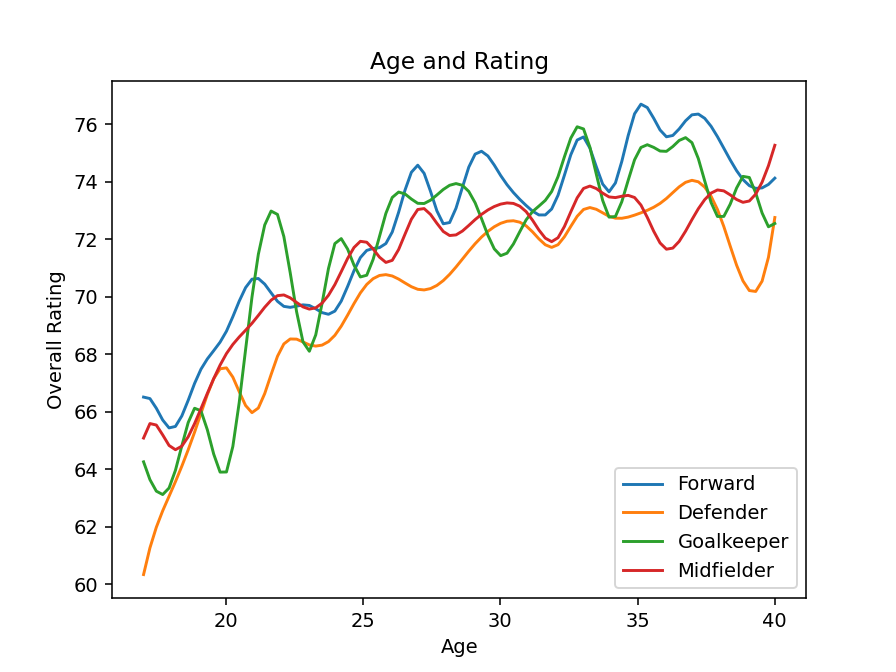 Age and Rating
Overall Rating
76
74
72
70
68
66
64
62
60
Forward
Defender
Goalkeeper
Midfielder
20 25 30 35 40
Age